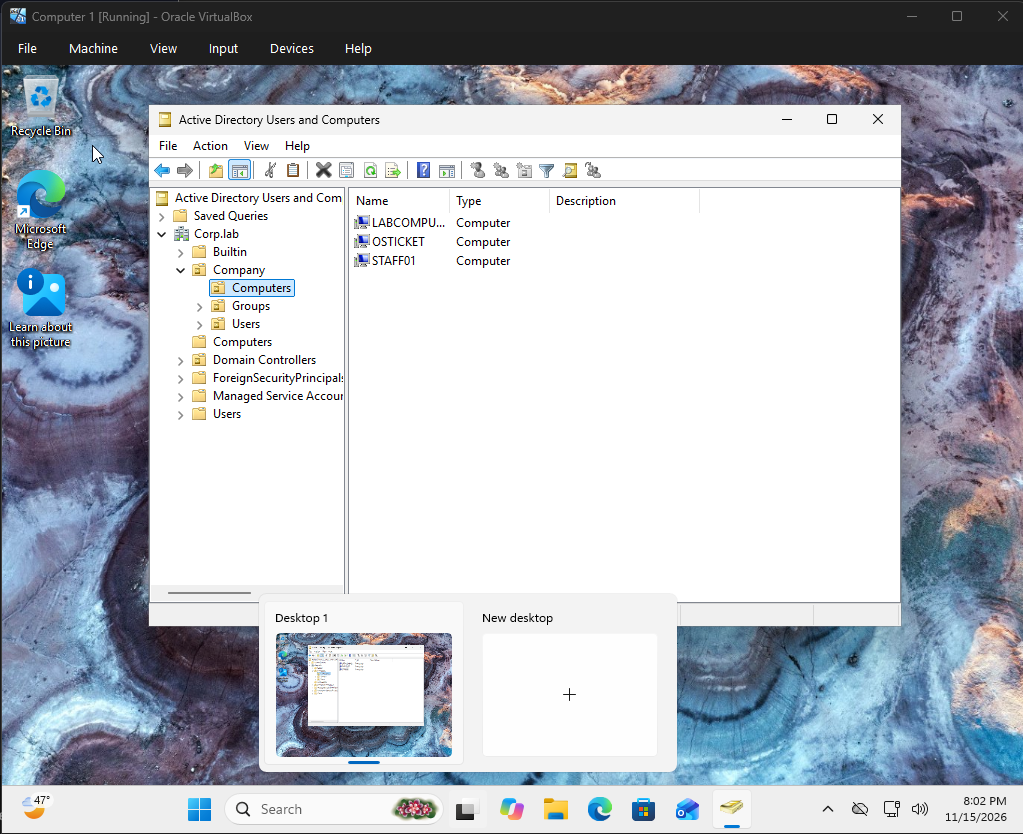 Computer 1 [Running] - Oracle VirtualBox
File Machine View Input Devices Help
Recycle Bin
Microsoft
Edge
Learn about
this picture
Active Directory Users and Computers
File Action View Help
Active Directory Users and Com
Saved Queries
Corp.lab
Builtin
Company
Computers
Groups
Users
Computers
Domain Controllers
ForeignSecurityPrincipals
Managed Service Accour
Users
Name Type Description
LABCOMPU... Computer
OSTICKET Computer
STAFF01 Computer
Desktop 1 New desktop
47°
Search
8:02 PM
11/15/2026